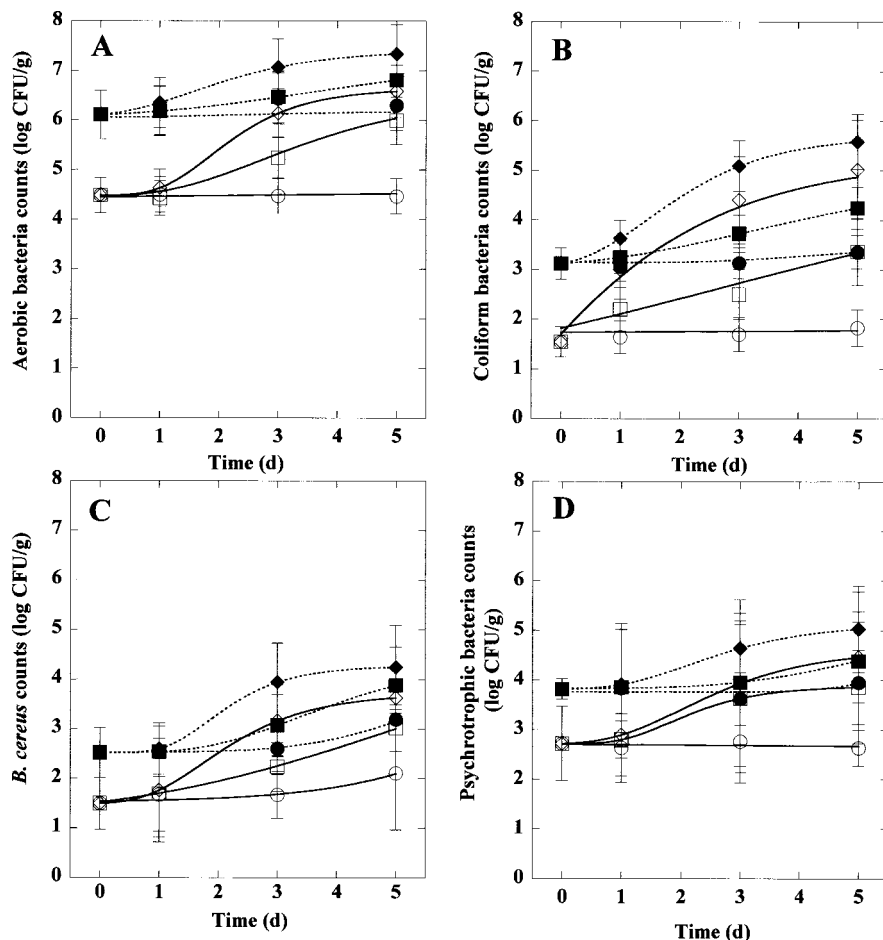 A
Aerobic bacteria counts (log CFU/g)
8
7
6
5
4
3
2
1
0
0 1 2 3 4 5
Time (d)
B
Coliform bacteria counts (log CFU/g)
8
7
6
5
4
3
2
1
0
0 1 2 3 4 5
Time (d)
C
B. cereus counts (log CFU/g)
8
7
6
5
4
3
2
1
0
0 1 2 3 4 5
Time (d)
D
Psychrotrophic bacteria counts
(log CFU/g)
8
7
6
5
4
3
2
1
0
0 1 2 3 4 5
Time (d)